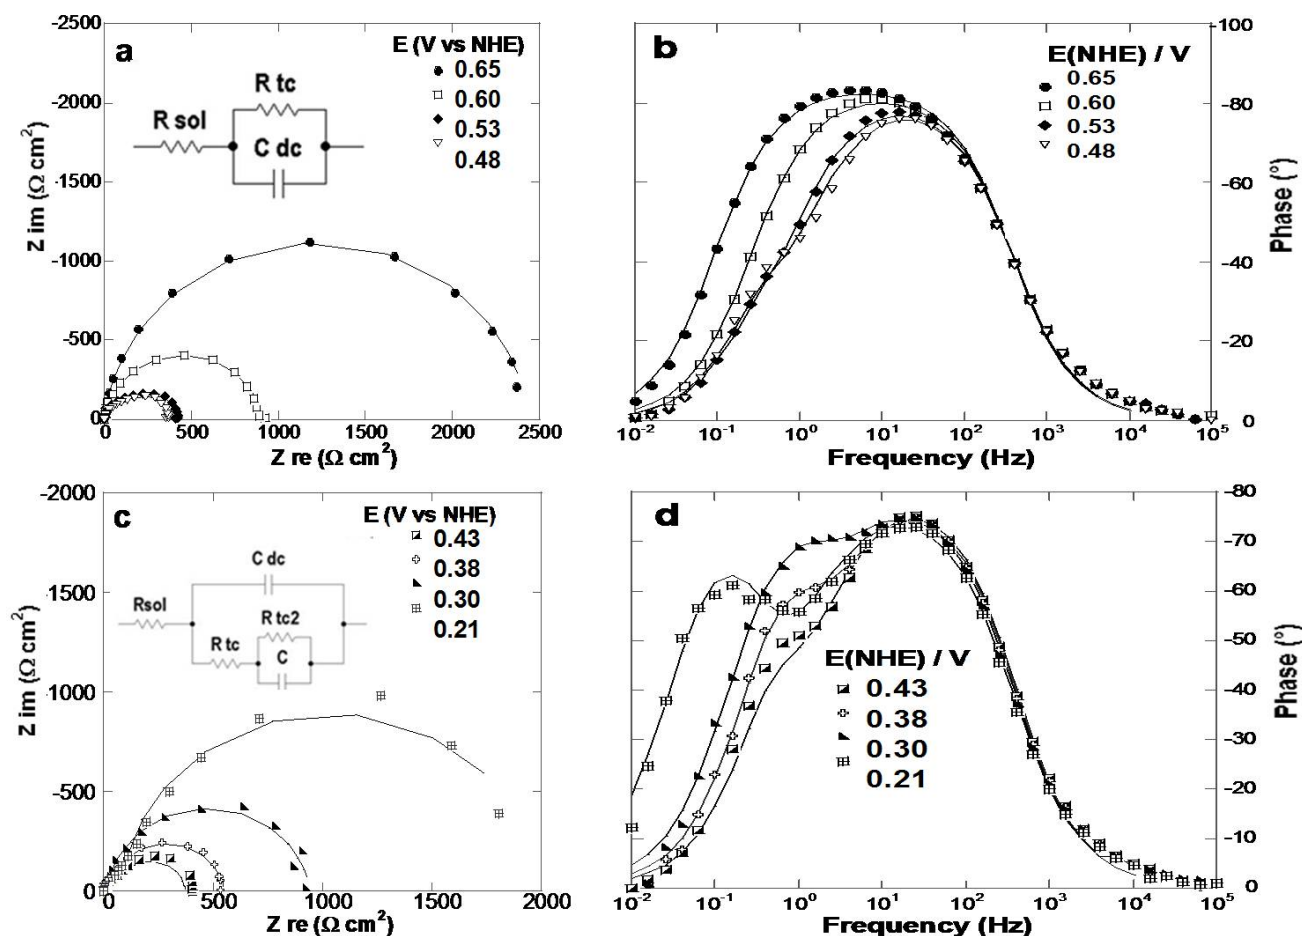 a
E (V vs NHE)
0.65
0.60
0.53
0.48
R tc
R sol
C dc
-2500
-2000
-1500
-1000
-500
0
Z im (Ω cm²)
0 500 1000 1500 2000 2500
Z re (Ω cm²)
b
E(NHE) / V
0.65
0.60
0.53
0.48
-100
-80
-60
-40
-20
0
Phase (°)
10⁻² 10⁻¹ 10⁰ 10¹ 10² 10³ 10⁴ 10⁵
Frequency (Hz)
c
E (V vs NHE)
0.43
0.38
0.30
0.21
C dc
Rsol
R tc2
R tc
C
-2000
-1500
-1000
-500
0
Z im (Ω cm²)
0 500 1000 1500 2000
Z re (Ω cm²)
d
E(NHE) / V
0.43
0.38
0.30
0.21
-80
-70
-60
-50
-40
-30
-20
-10
0
Phase (°)
10⁻² 10⁻¹ 10⁰ 10¹ 10² 10³ 10⁴ 10⁵
Frequency (Hz)